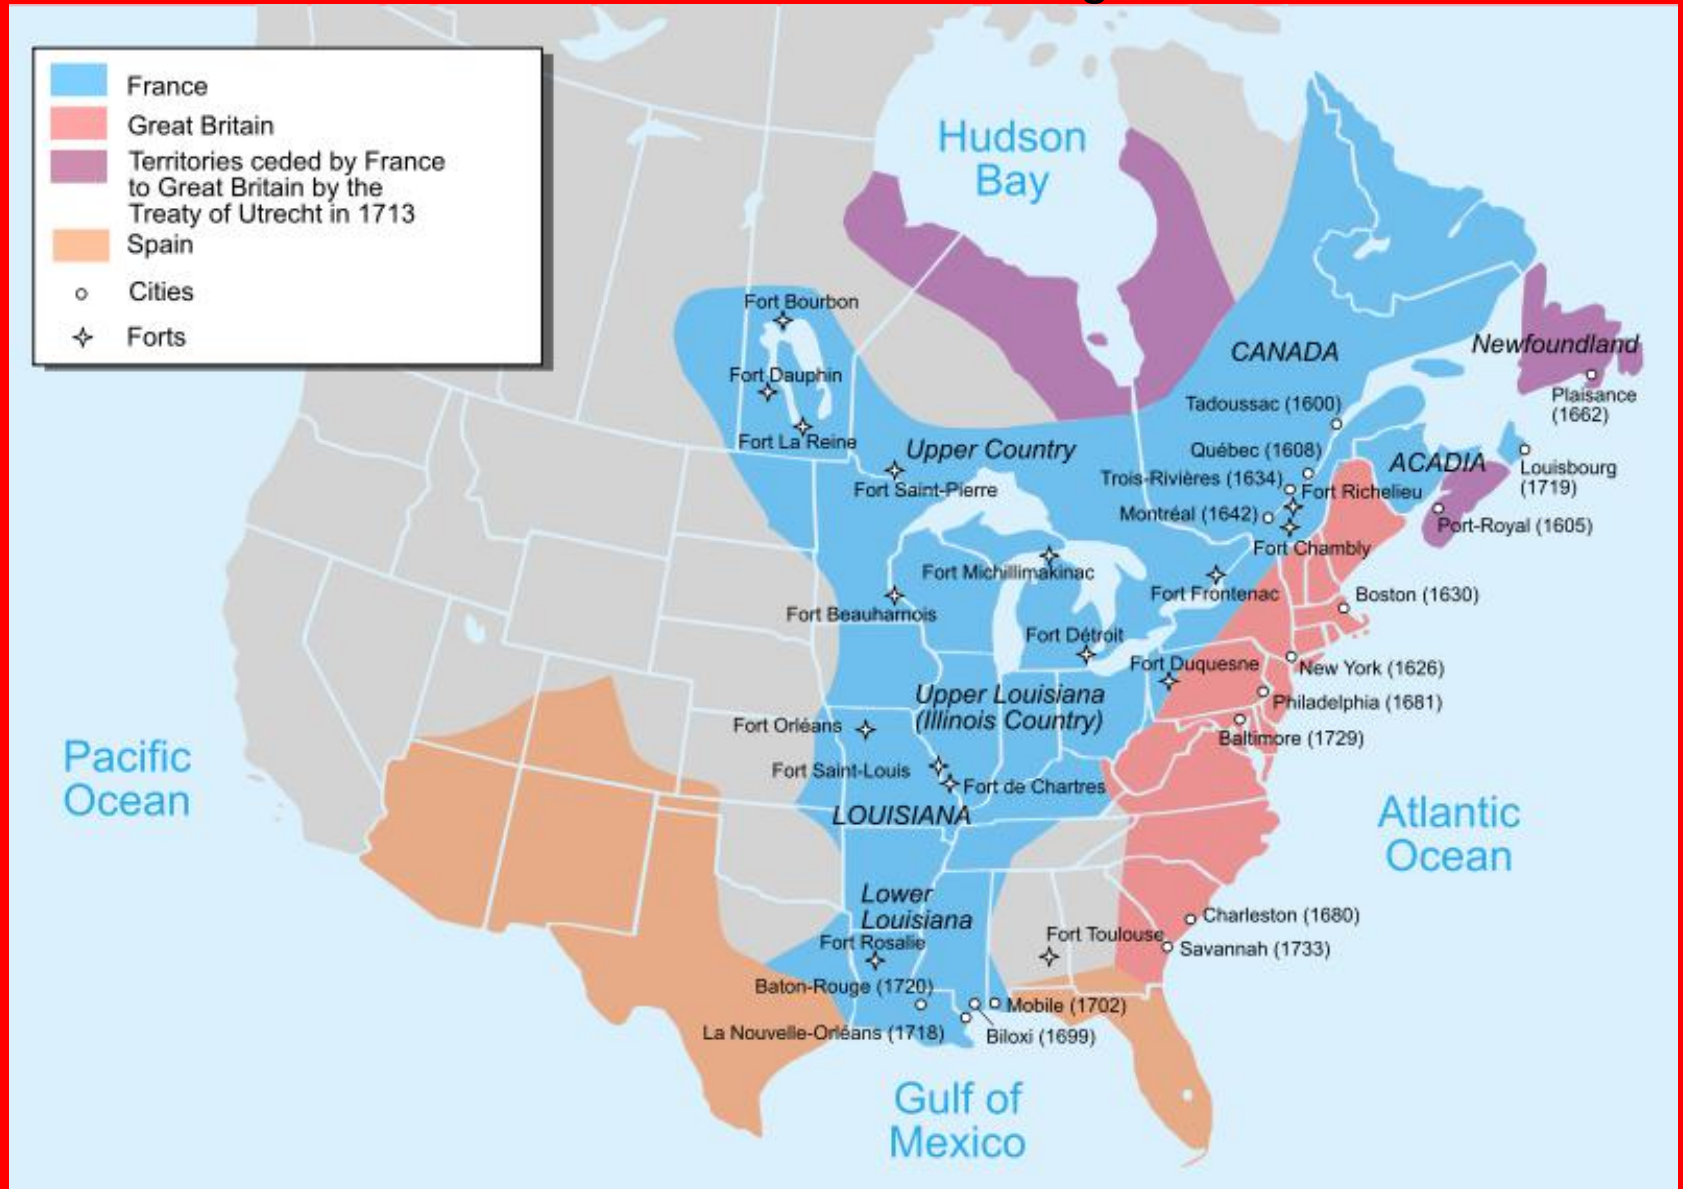 France
Great Britain
Territories ceded by France
to Great Britain by the
Treaty of Utrecht in 1713
Spain
Cities
Forts
Hudson
Bay
Fort Bourbon
Fort Dauphin
Fort La Reine
Fort Saint-Pierre
Upper Country
CANADA
Newfoundland
Plaisance
(1662)
Tadoussac (1600)
Québec (1608)
Trois-Rivières (1634)
Fort Richelieu
Montréal (1642)
Fort Chambly
ACADIA
Louisbourg
(1719)
Port-Royal (1605)
Fort Michillimakinac
Fort Frontenac
Boston (1630)
Fort Beauharnois
Fort Détroit
Fort Duquesne
New York (1626)
Philadelphia (1681)
Baltimore (1729)
Upper Louisiana
(Illinois Country)
Fort Orléans
Fort Saint-Louis
Fort de Chartres
LOUISIANA
Pacific
Ocean
Atlantic
Ocean
Lower
Louisiana
Fort Rosalie
Fort Toulouse
Charleston (1680)
Savannah (1733)
Baton-Rouge (1720)
Mobile (1702)
La Nouvelle-Orléans (1718)
Biloxi (1699)
Gulf of
Mexico